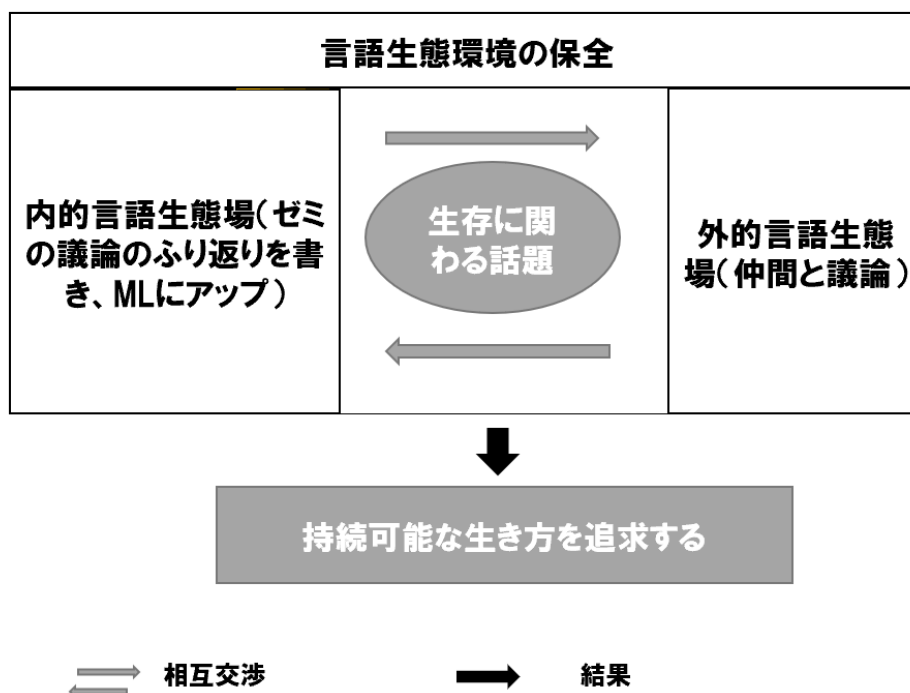 言語生態環境の保全
内的言語生態場（ゼミ
の議論のふり返りを書
き、MLにアップ）
生存に関
わる話題
外的言語生態
場（仲間と議論）
持続可能な生き方を追求する
相互交渉
結果